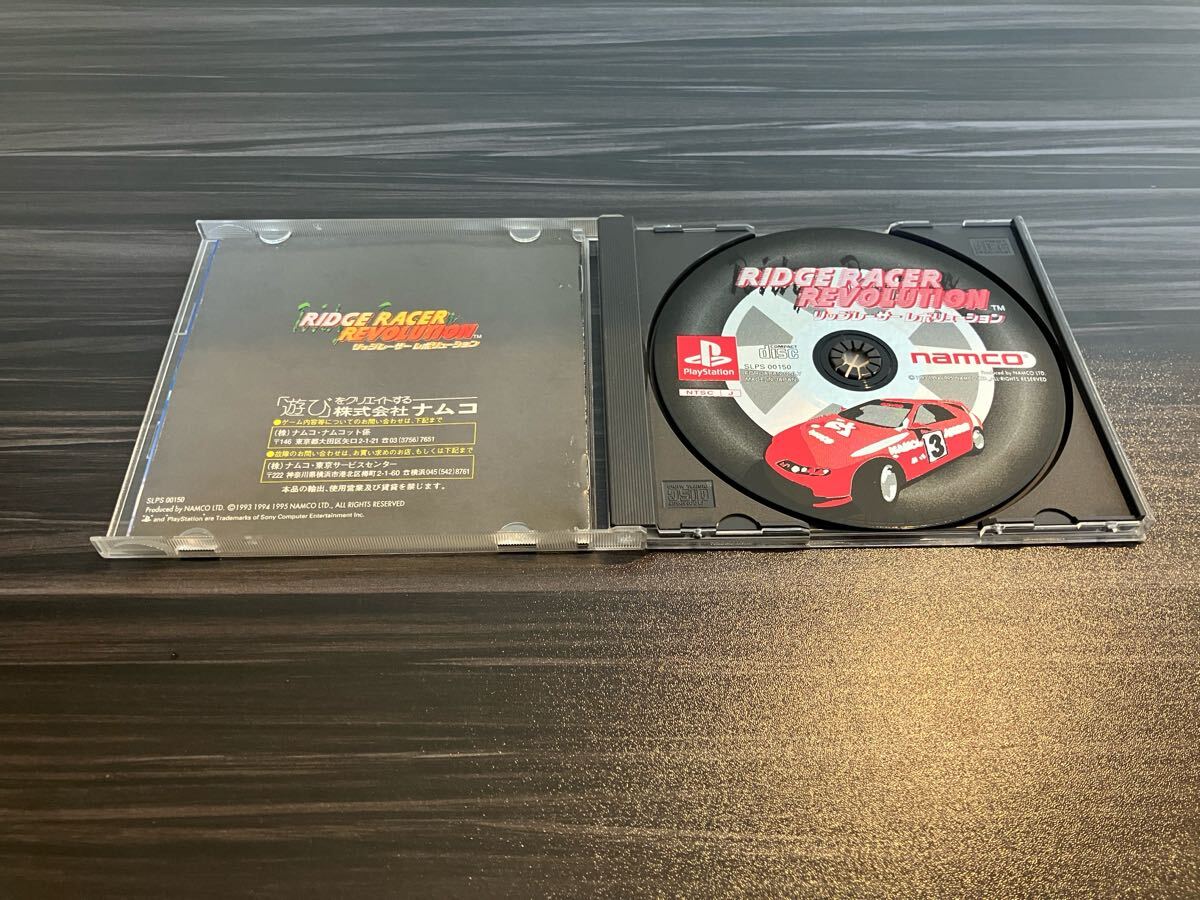 RIDGE RACER
REVOLUTION™
リッジレーサーレボリューション
「遊び」をクリエイトする
株式会社ナムコ
●ゲーム内容等についてのお問い合わせは、下記まで
(株)ナムコ・ナムコット係
〒146 東京都大田区矢口2-1-21 ☎03(3756)7651
●故障のお問い合わせは、お買い求めのお店、もしくは下記まで
(株)ナムコ・東京サービスセンター
〒222 神奈川県横浜市港北区樽町2-1-60 ☎横浜045(542)8761
本品の輸出、使用営業及び賃貸を禁じます。
SLPS 00150
Produced by NAMCO LTD. ©1993 1994 1995 NAMCO LTD., ALL RIGHTS RESERVED
and PlayStation are Trademarks of Sony Computer Entertainment Inc.
RIDGE RACER
REVOLUTION™
リッジレーサーレボリューション
PlayStation
NTSC J
COMPACT
disc
SLPS 00150
MADE IN JAPAN
namco
Produced by NAMCO LTD.
ALL RIGHTS RESERVED
NAMCO
3